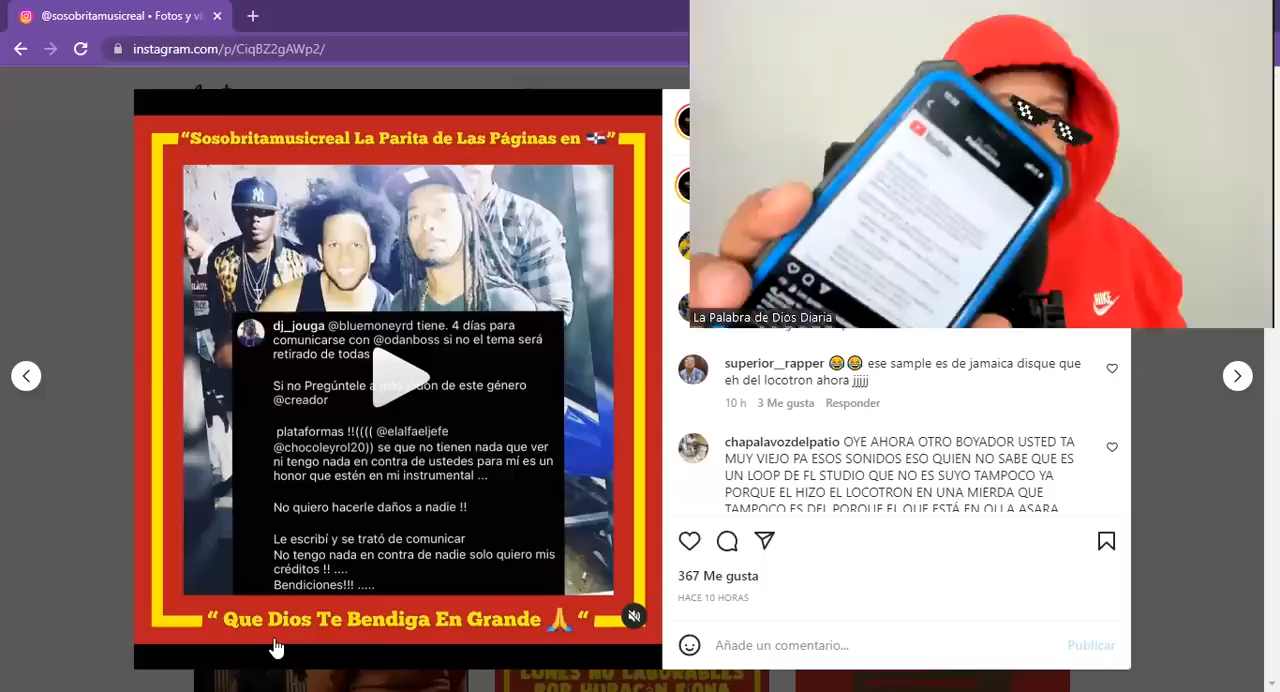 @sosobritamusicreal • Fotos y vi
instagram.com/p/CiqBZ2gAWp2/
“Sosobritamusicreal La Parita de Las Páginas en 🇩🇴”
dj_jouga @bluemoneyrd tiene. 4 días para
comunicarse con @odanboss si no el tema será
retirado de todas
Si no Pregúntele a
de este género
@creador
plataformas !!(((( @elalfaeljefe
@chocoleyrol20)) se que no tienen nada que ver
ni tengo nada en contra de ustedes para mí es un
honor que estén en mi instrumental ...
No quiero hacerle daños a nadie !!
Le escribí y se trató de comunicar
No tengo nada en contra de nadie solo quiero mis
créditos !! ....
Bendiciones!!! .....
“ Que Dios Te Bendiga En Grande 🙏 “
La Palabra de Dios Diaria
superior__rapper 😂😂 ese sample es de jamaica disque que
eh del locotron ahora jjjjj
10 h 3 Me gusta Responder
chapalavozdelpatio OYE AHORA OTRO BOYADOR USTED TA
MUY VIEJO PA ESOS SONIDOS ESO QUIEN NO SABE QUE ES
UN LOOP DE FL STUDIO QUE NO ES SUYO TAMPOCO YA
PORQUE EL HIZO EL LOCOTRON EN UNA MIERDA QUE
TAMPOCO ES DEL PORQUE EL QUE ESTÁ EN OLLA ASARA
367 Me gusta
HACE 10 HORAS
Añade un comentario...
Publicar
LUNES NO LABORABLES
POR HURACÁN FIONA